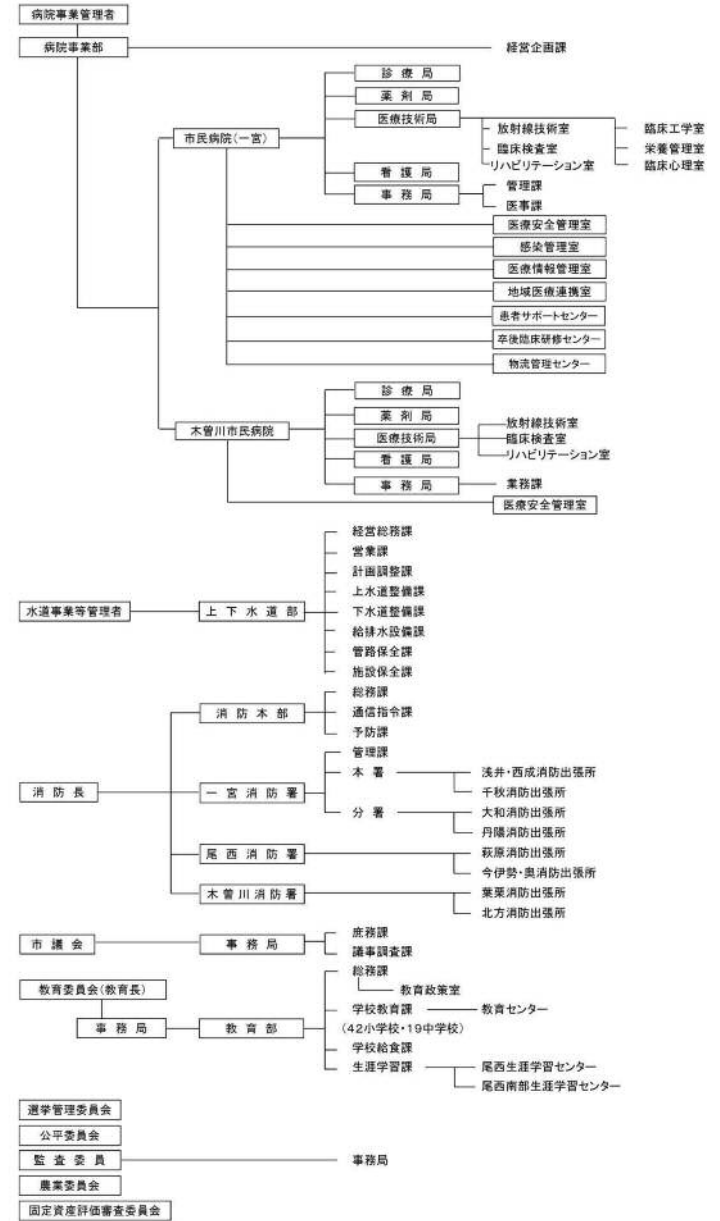 病院事業管理者
病院事業部 経営企画課
診療局
薬剤局
医療技術局
市民病院(一宮)
放射線技術室 臨床工学室
臨床検査室 栄養管理室
リハビリテーション室 臨床心理室
看護局
事務局 管理課
医事課
医療安全管理室
感染管理室
医療情報管理室
地域医療連携室
患者サポートセンター
卒後臨床研修センター
物流管理センター
診療局
薬剤局
放射線技術室
木曽川市民病院 医療技術局 臨床検査室
看護局 リハビリテーション室
事務局 業務課
医療安全管理室
経営総務課
営業課
計画調整課
上水道整備課
水道事業等管理者 上下水道部 下水道整備課
給排水設備課
管路保全課
施設保全課
総務課
消防本部 通信指令課
予防課
管理課
本署 浅井・西成消防出張所
消防長 一宮消防署 千秋消防出張所
分署 大和消防出張所
丹陽消防出張所
尾西消防署 萩原消防出張所
今伊勢・奥消防出張所
木曽川消防署 葉栗消防出張所
北方消防出張所
庶務課
市議会 事務局
議事調査課
総務課
教育委員会(教育長) 教育政策室
学校教育課 教育センター
事務局 教育部 (42小学校・19中学校)
学校給食課
生涯学習課 尾西生涯学習センター
尾西南部生涯学習センター
選挙管理委員会
公平委員会
監査委員 事務局
農業委員会
固定資産評価審査委員会